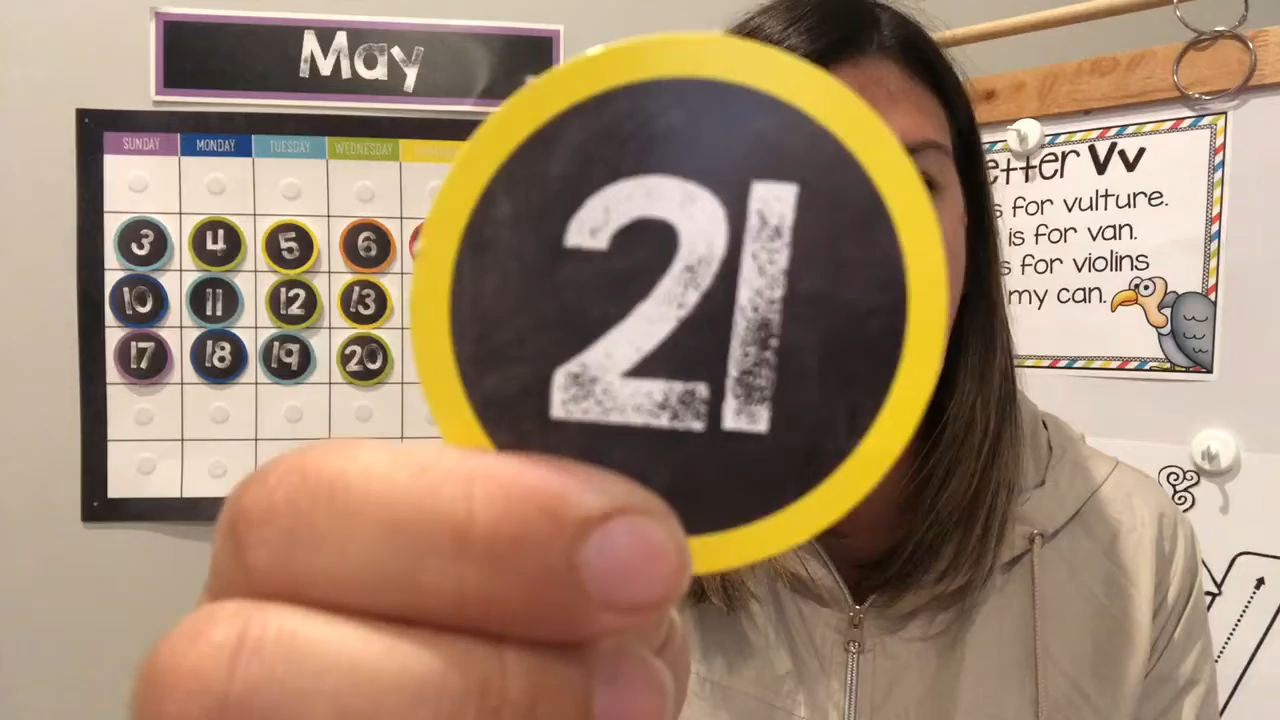 May
SUNDAY MONDAY TUESDAY WEDNESDAY
3 4 5 6
10 11 12 13
17 18 19 20
21
etter Vv
s for vulture.
is for van.
s for violins
my can.